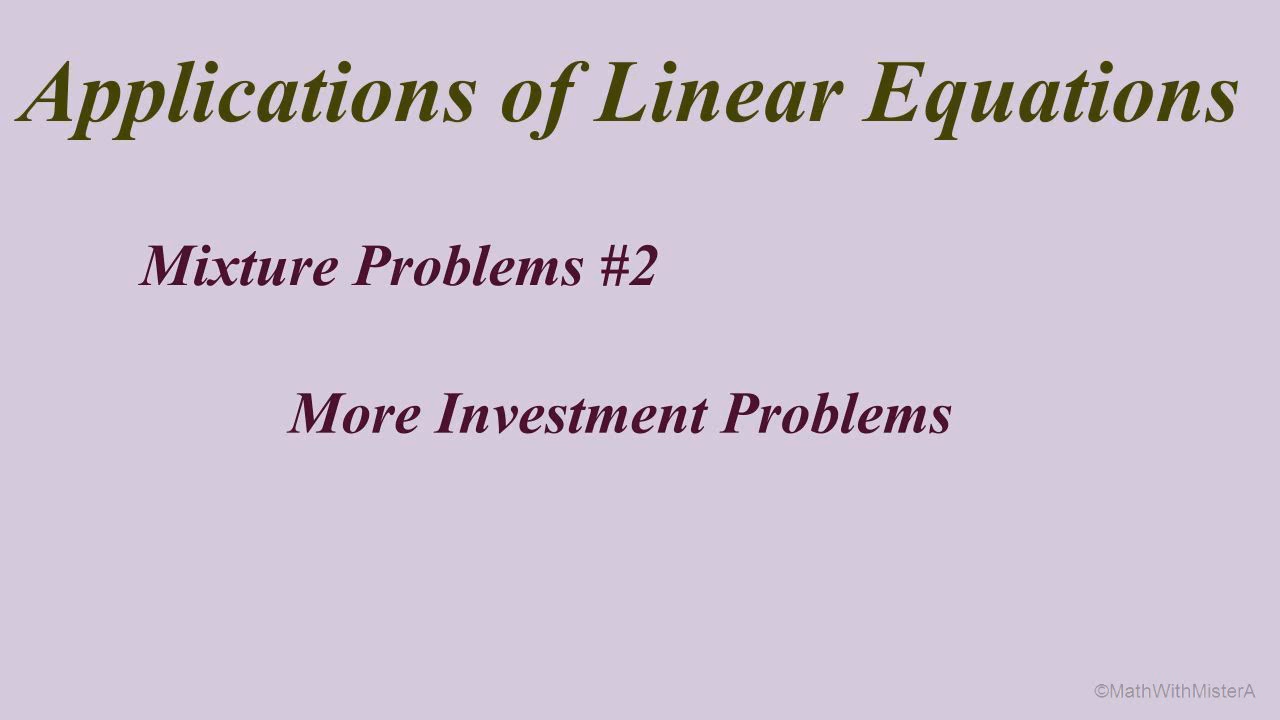 Applications of Linear Equations
Mixture Problems #2
More Investment Problems
©MathWithMisterA